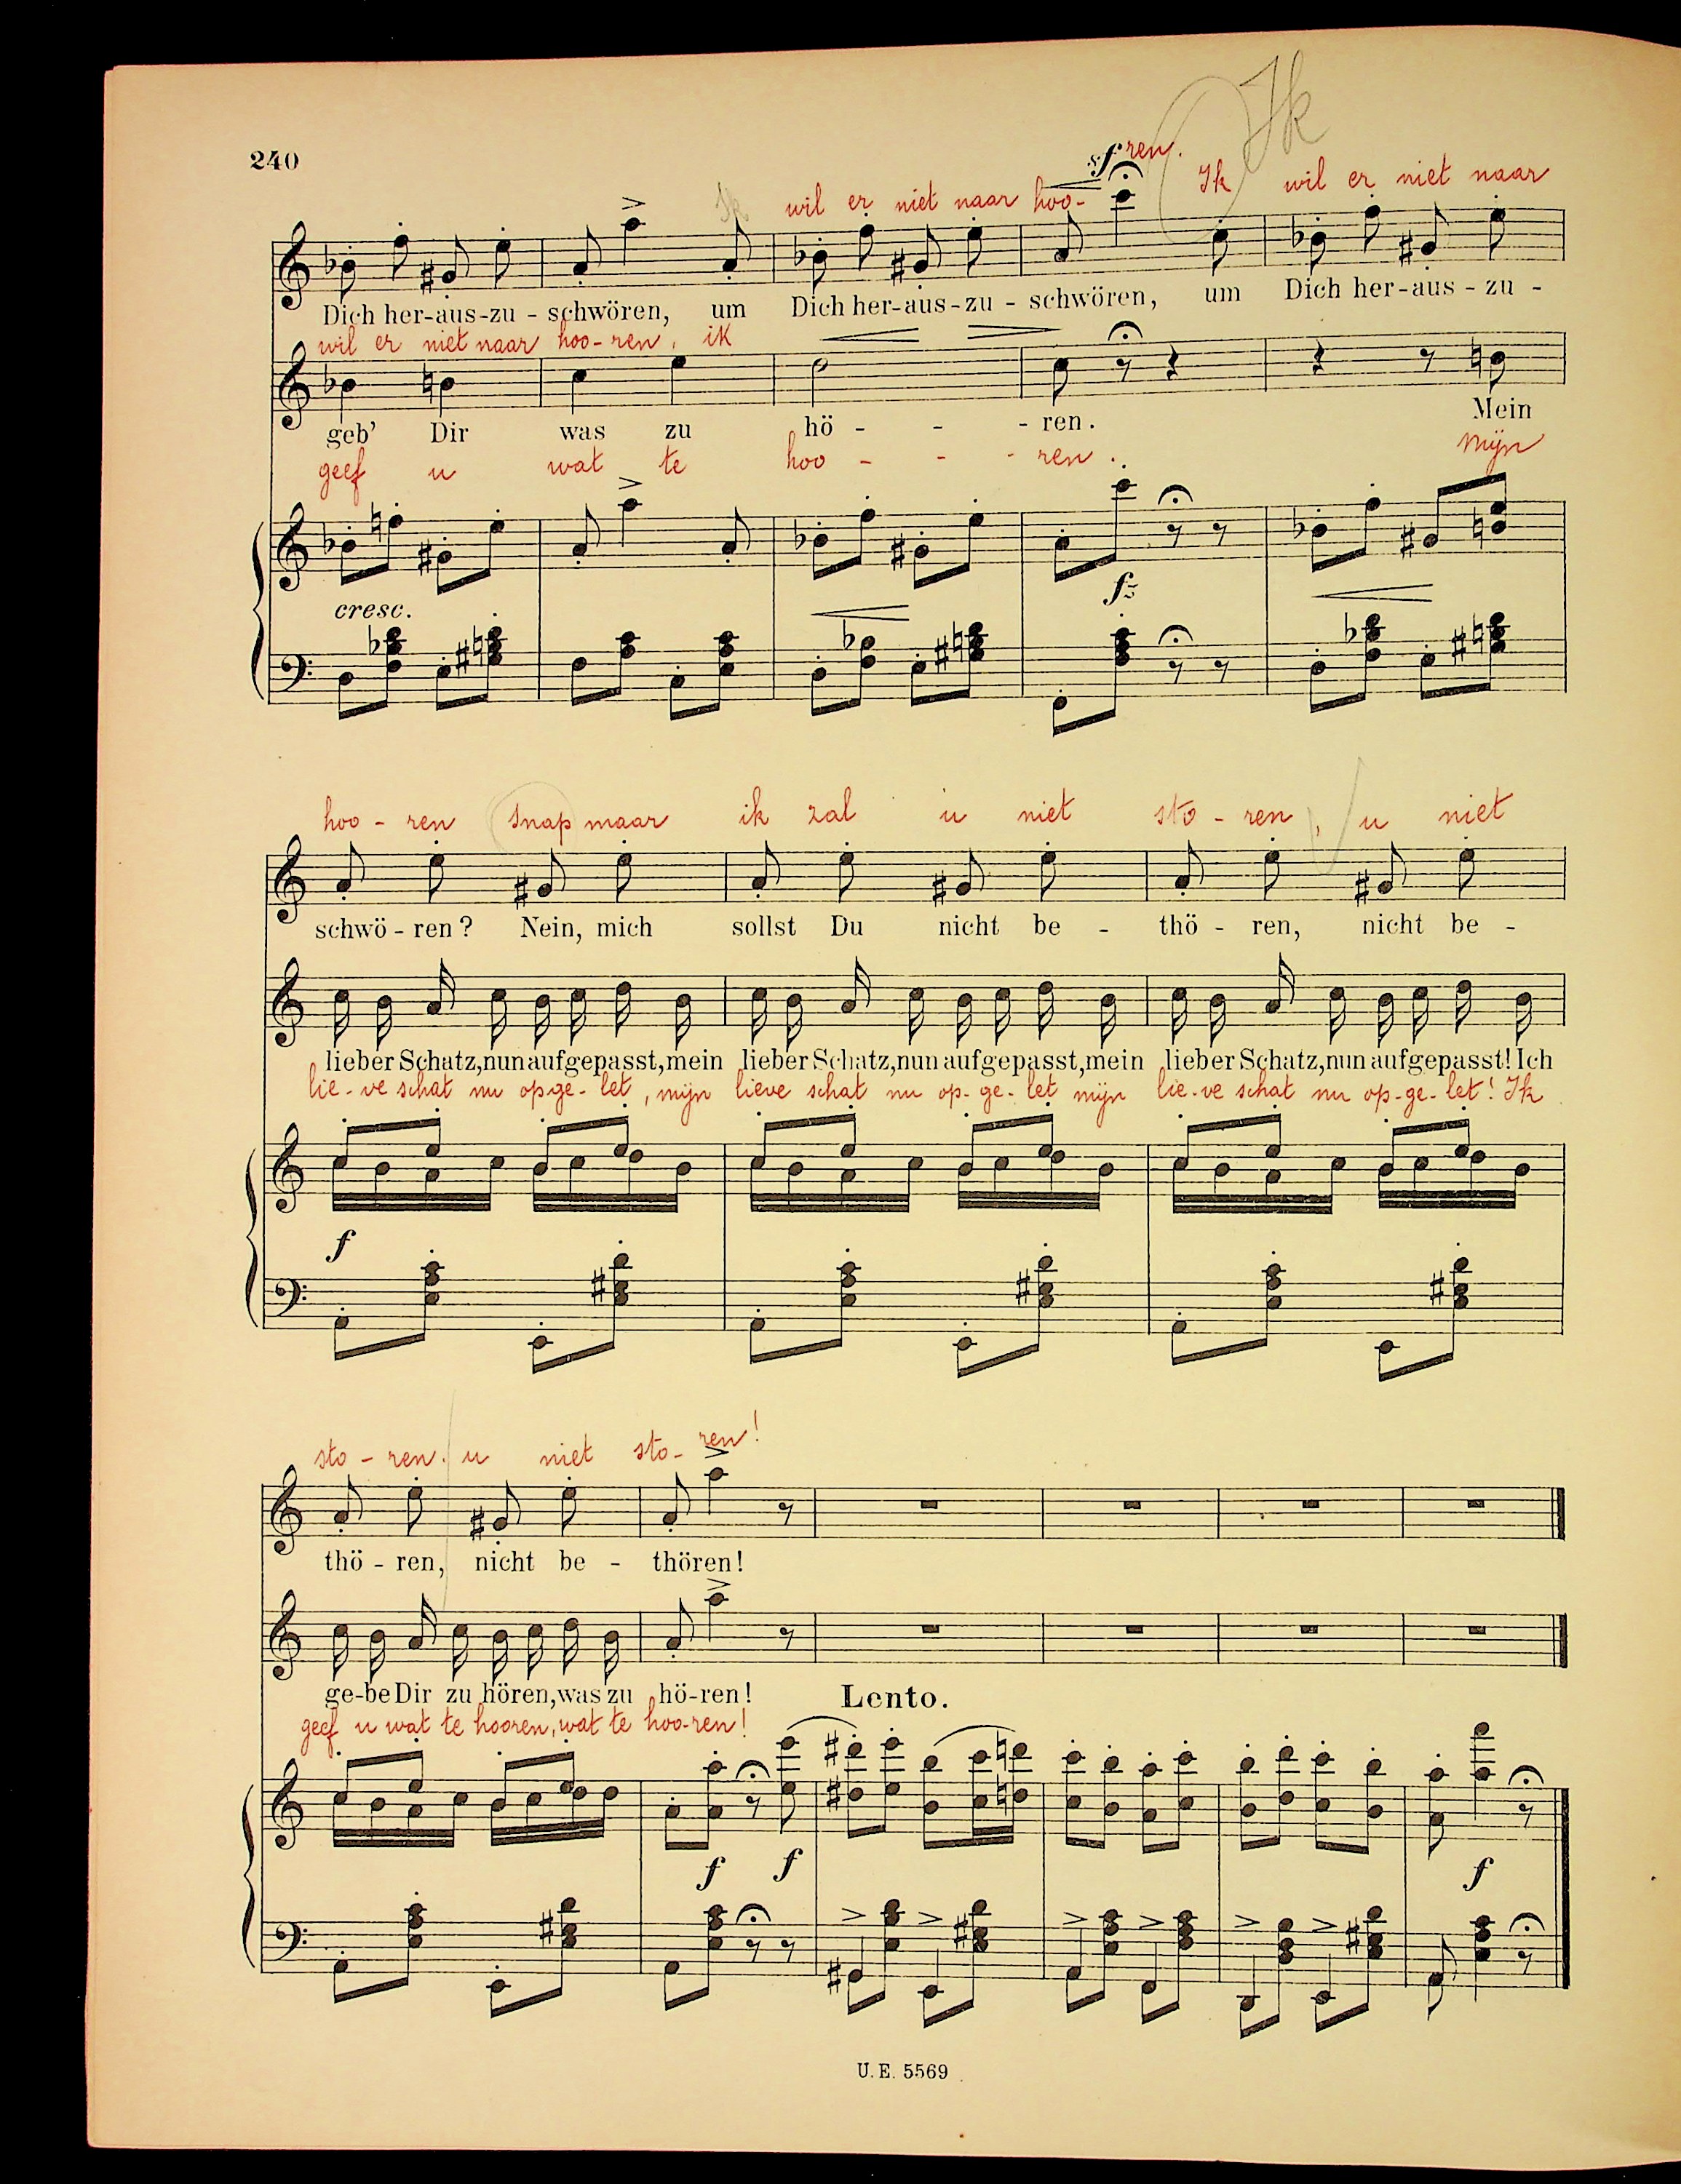 240
Ik
sf ren.
Ik wil er niet naar hoo- Ik wil er niet naar
Dich her-aus-zu - schwören, um Dich her-aus-zu - schwören, um Dich her-aus - zu -
wil er niet naar hoo-ren, ik
geb' Dir was zu hö - - - ren. Mein
geef u wat te hoo - - - ren. Mijn
cresc.
f
hoo - ren Snap maar ik zal u niet sto - ren, u niet
schwö - ren? Nein, mich sollst Du nicht be - thö - ren, nicht be -
lieber Schatz, nun aufgepasst, mein lieber Schatz, nun aufgepasst, mein lieber Schatz, nun aufgepasst! Ich
lie-ve schat nu op-ge-let, mijn lieve schat nu op-ge-let mijn lie-ve schat nu op-ge-let! Ik
f
sto - ren. u niet sto- ren!
thö - ren, nicht be - thören!
ge-be Dir zu hören, was zu hö-ren! Lento.
geef u wat te hooren, wat te hoo-ren!
f f f
U. E. 5569